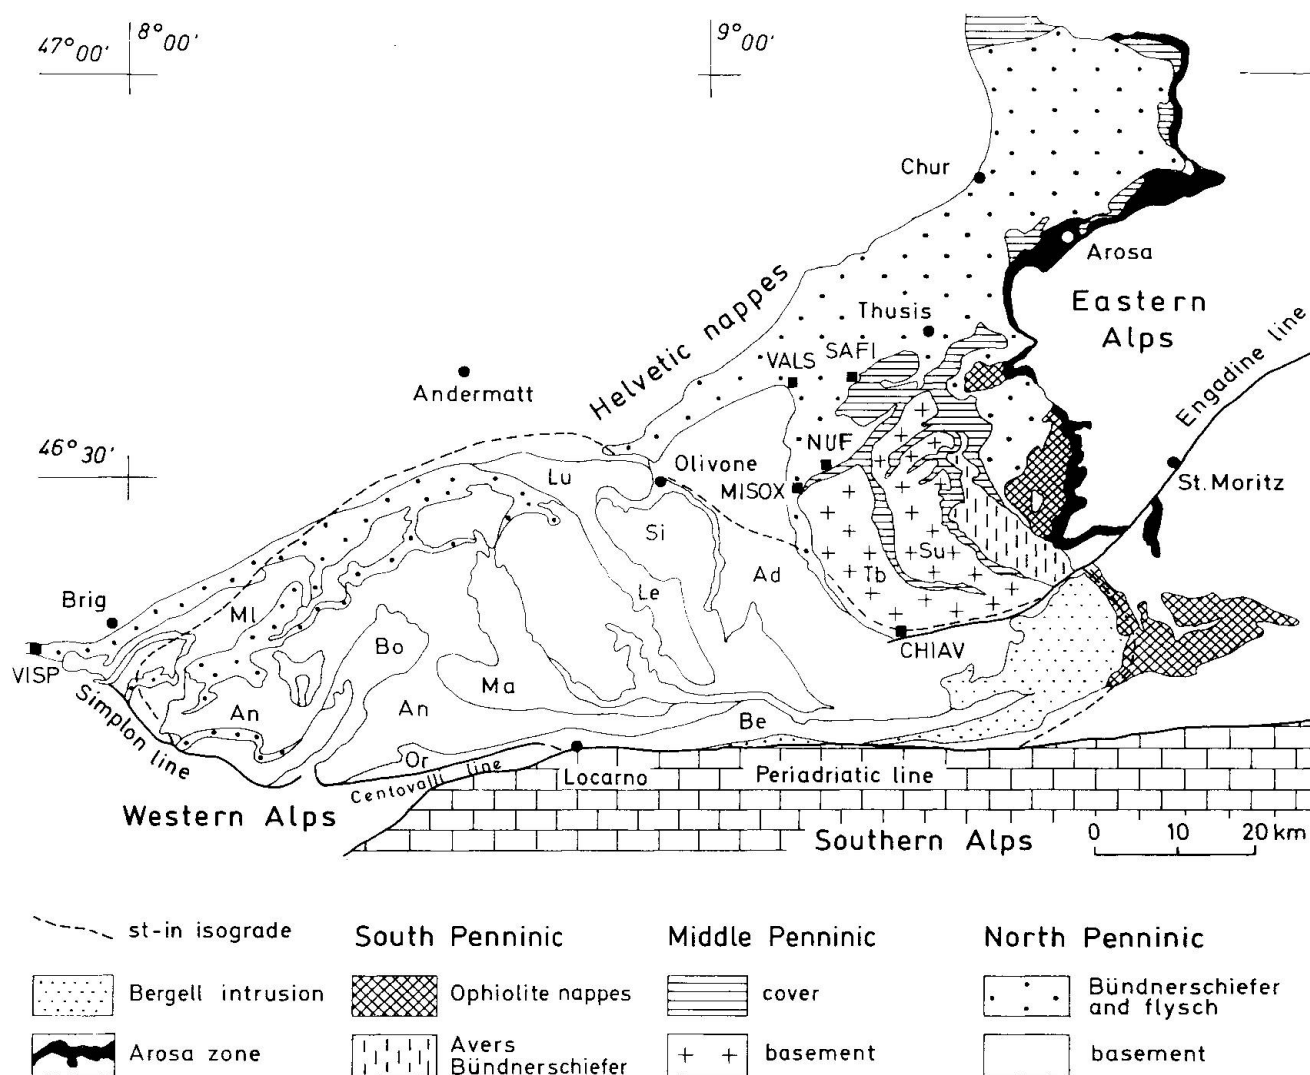 47°00' 8°00' 9°00'
Chur
Arosa
Eastern
Alps
Engadine line
Helvetic nappes
Thusis
VALS SAFI
Andermatt
46° 30'
NUF
St. Moritz
Lu
Olivone
MISOX
Si
Su
Tb
Ad
Le
Brig
Ml
Bo
VISP
CHIAV
Ma
Simplon line
An
An
Be
Or
Centovalli line
Locarno
Periadriatic line
Western Alps
Southern Alps
0 10 20 km
st-in isograde
South Penninic
Middle Penninic
North Penninic
Bergell intrusion
Ophiolite nappes
cover
Bündnerschiefer
and flysch
Arosa zone
Avers
Bündnerschiefer
basement
basement